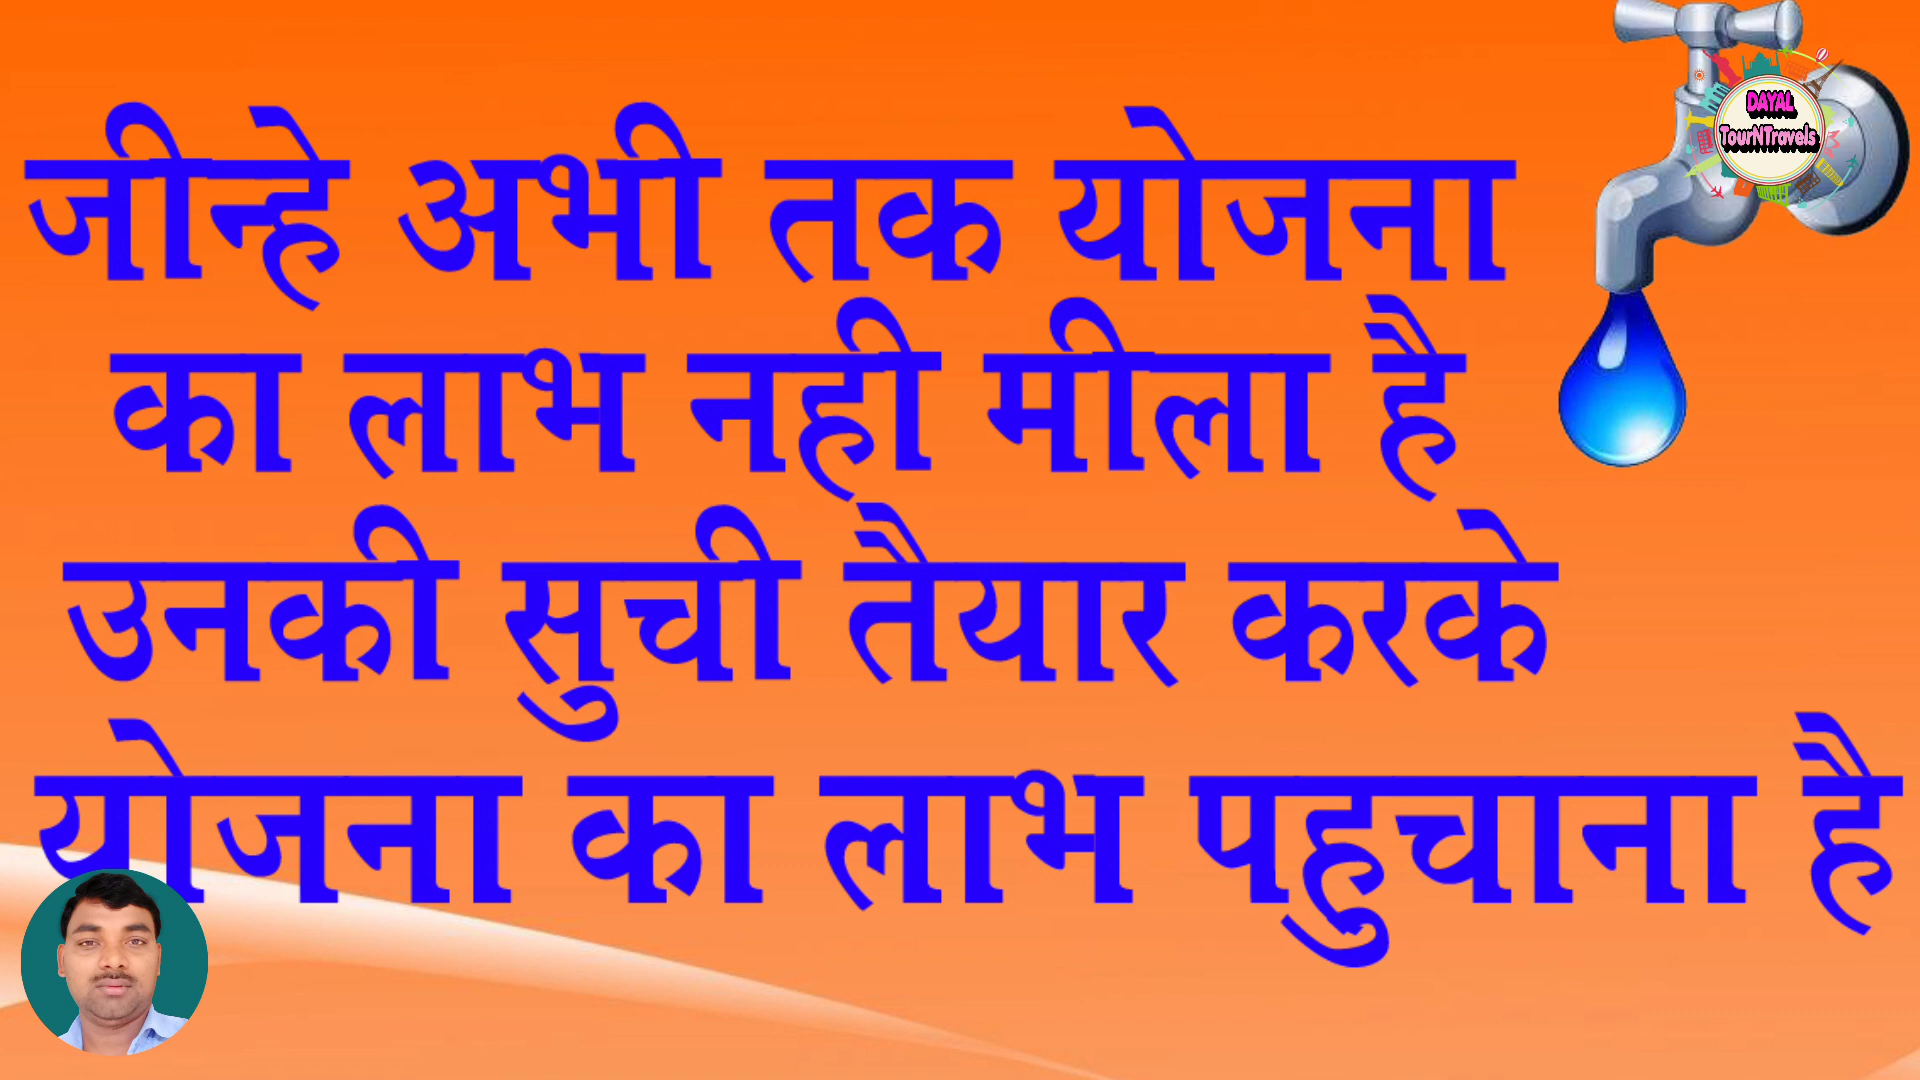 जीन्हे अभी तक योजना
का लाभ नही मीला है
उनकी सुची तैयार करके
योजना का लाभ पहुचाना है
DAYAL
TourNTravels